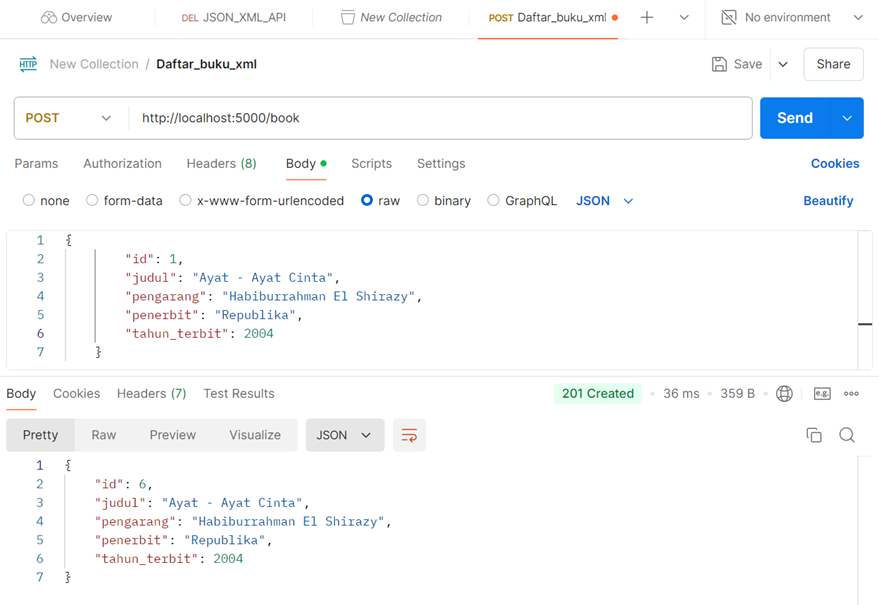 Overview DEL JSON_XML_API New Collection POST Daftar_buku_xml No environment
HTTP New Collection / Daftar_buku_xml Save Share
POST http://localhost:5000/book Send
Params Authorization Headers (8) Body Scripts Settings Cookies
none form-data x-www-form-urlencoded raw binary GraphQL JSON Beautify
1 {
2 "id": 1,
3 "judul": "Ayat - Ayat Cinta",
4 "pengarang": "Habiburrahman El Shirazy",
5 "penerbit": "Republika",
6 "tahun_terbit": 2004
7 }
Body Cookies Headers (7) Test Results 201 Created 36 ms 359 B e.g.
Pretty Raw Preview Visualize JSON
1 {
2 "id": 6,
3 "judul": "Ayat - Ayat Cinta",
4 "pengarang": "Habiburrahman El Shirazy",
5 "penerbit": "Republika",
6 "tahun_terbit": 2004
7 }